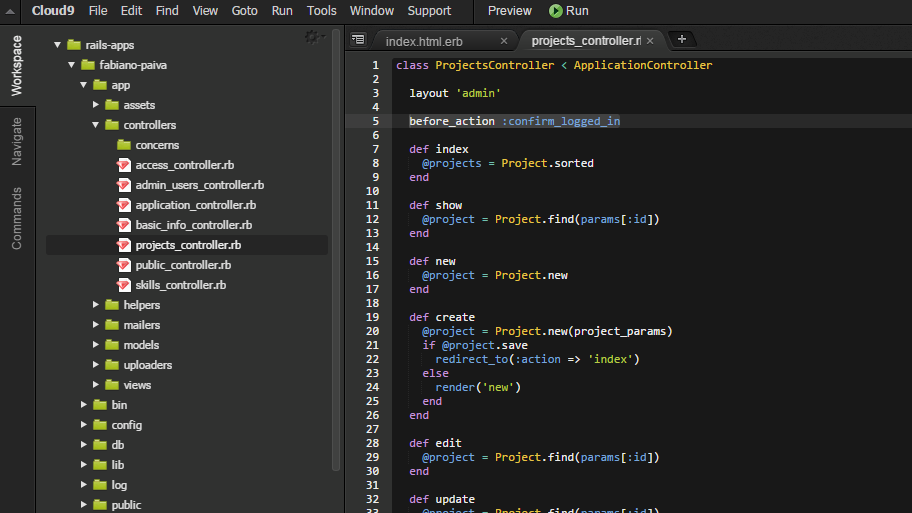 Cloud9 File Edit Find View Goto Run Tools Window Support Preview Run
Workspace
Navigate
Commands
rails-apps
fabiano-paiva
app
assets
controllers
concerns
access_controller.rb
admin_users_controller.rb
application_controller.rb
basic_info_controller.rb
projects_controller.rb
public_controller.rb
skills_controller.rb
helpers
mailers
models
uploaders
views
bin
config
db
lib
log
public
index.html.erb × projects_controller.r × +
1 class ProjectsController < ApplicationController
2
3 layout 'admin'
4
5 before_action :confirm_logged_in
6
7 def index
8 @projects = Project.sorted
9 end
10
11 def show
12 @project = Project.find(params[:id])
13 end
14
15 def new
16 @project = Project.new
17 end
18
19 def create
20 @project = Project.new(project_params)
21 if @project.save
22 redirect_to(:action => 'index')
23 else
24 render('new')
25 end
26 end
27
28 def edit
29 @project = Project.find(params[:id])
30 end
31
32 def update
33 @project = Project.find(params[:id])